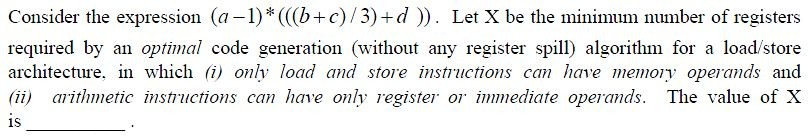 Consider the expression (a−1)*(((b+c)/3)+d )). Let X be the minimum number of registers
required by an optimal code generation (without any register spill) algorithm for a load/store
architecture, in which (i) only load and store instructions can have memory operands and
(ii) arithmetic instructions can have only register or immediate operands. The value of X
is ____________ .